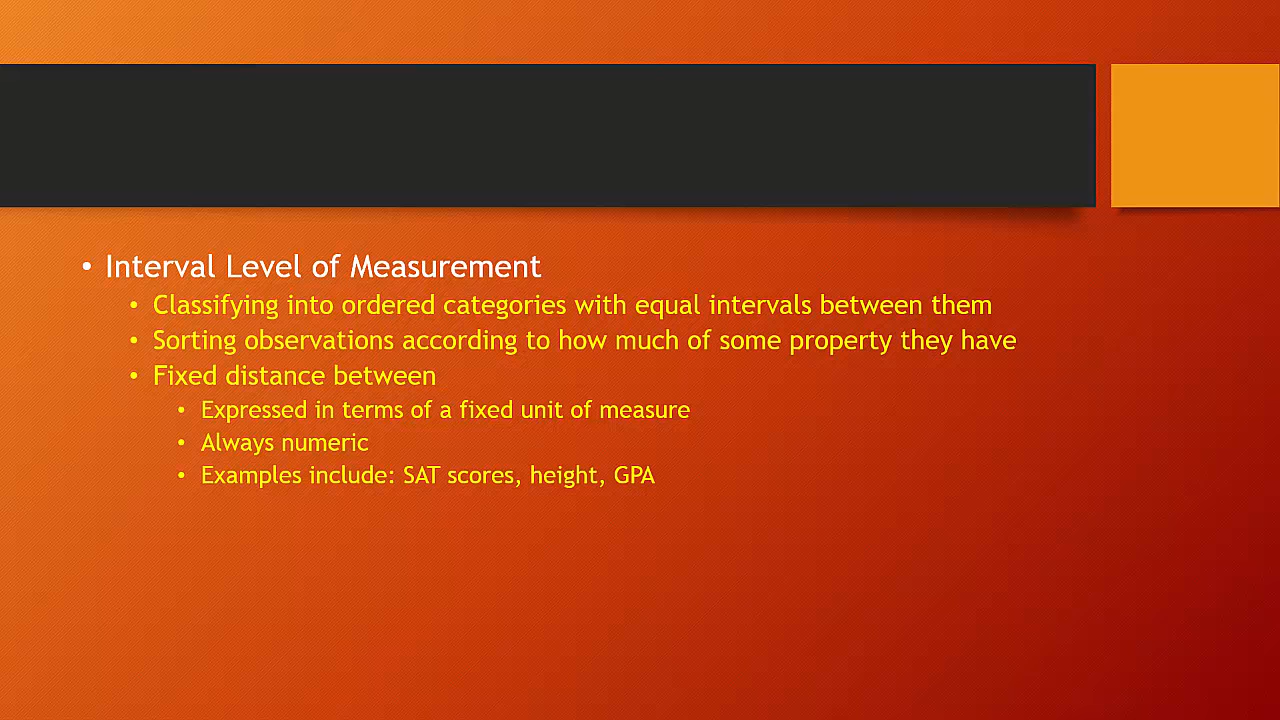 • Interval Level of Measurement
• Classifying into ordered categories with equal intervals between them
• Sorting observations according to how much of some property they have
• Fixed distance between
• Expressed in terms of a fixed unit of measure
• Always numeric
• Examples include: SAT scores, height, GPA